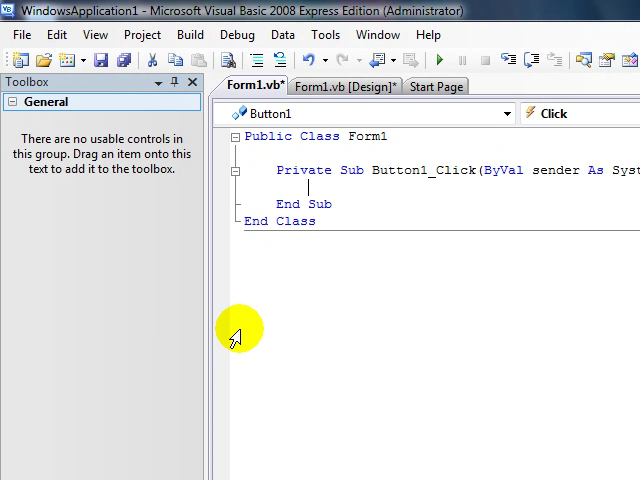 WindowsApplication1 - Microsoft Visual Basic 2008 Express Edition (Administrator)
File Edit View Project Build Debug Data Tools Window Help
Toolbox
General
There are no usable controls in
this group. Drag an item onto this
text to add it to the toolbox.
Form1.vb* Form1.vb [Design]* Start Page
Button1 Click
Public Class Form1
Private Sub Button1_Click(ByVal sender As Syst
End Sub
End Class